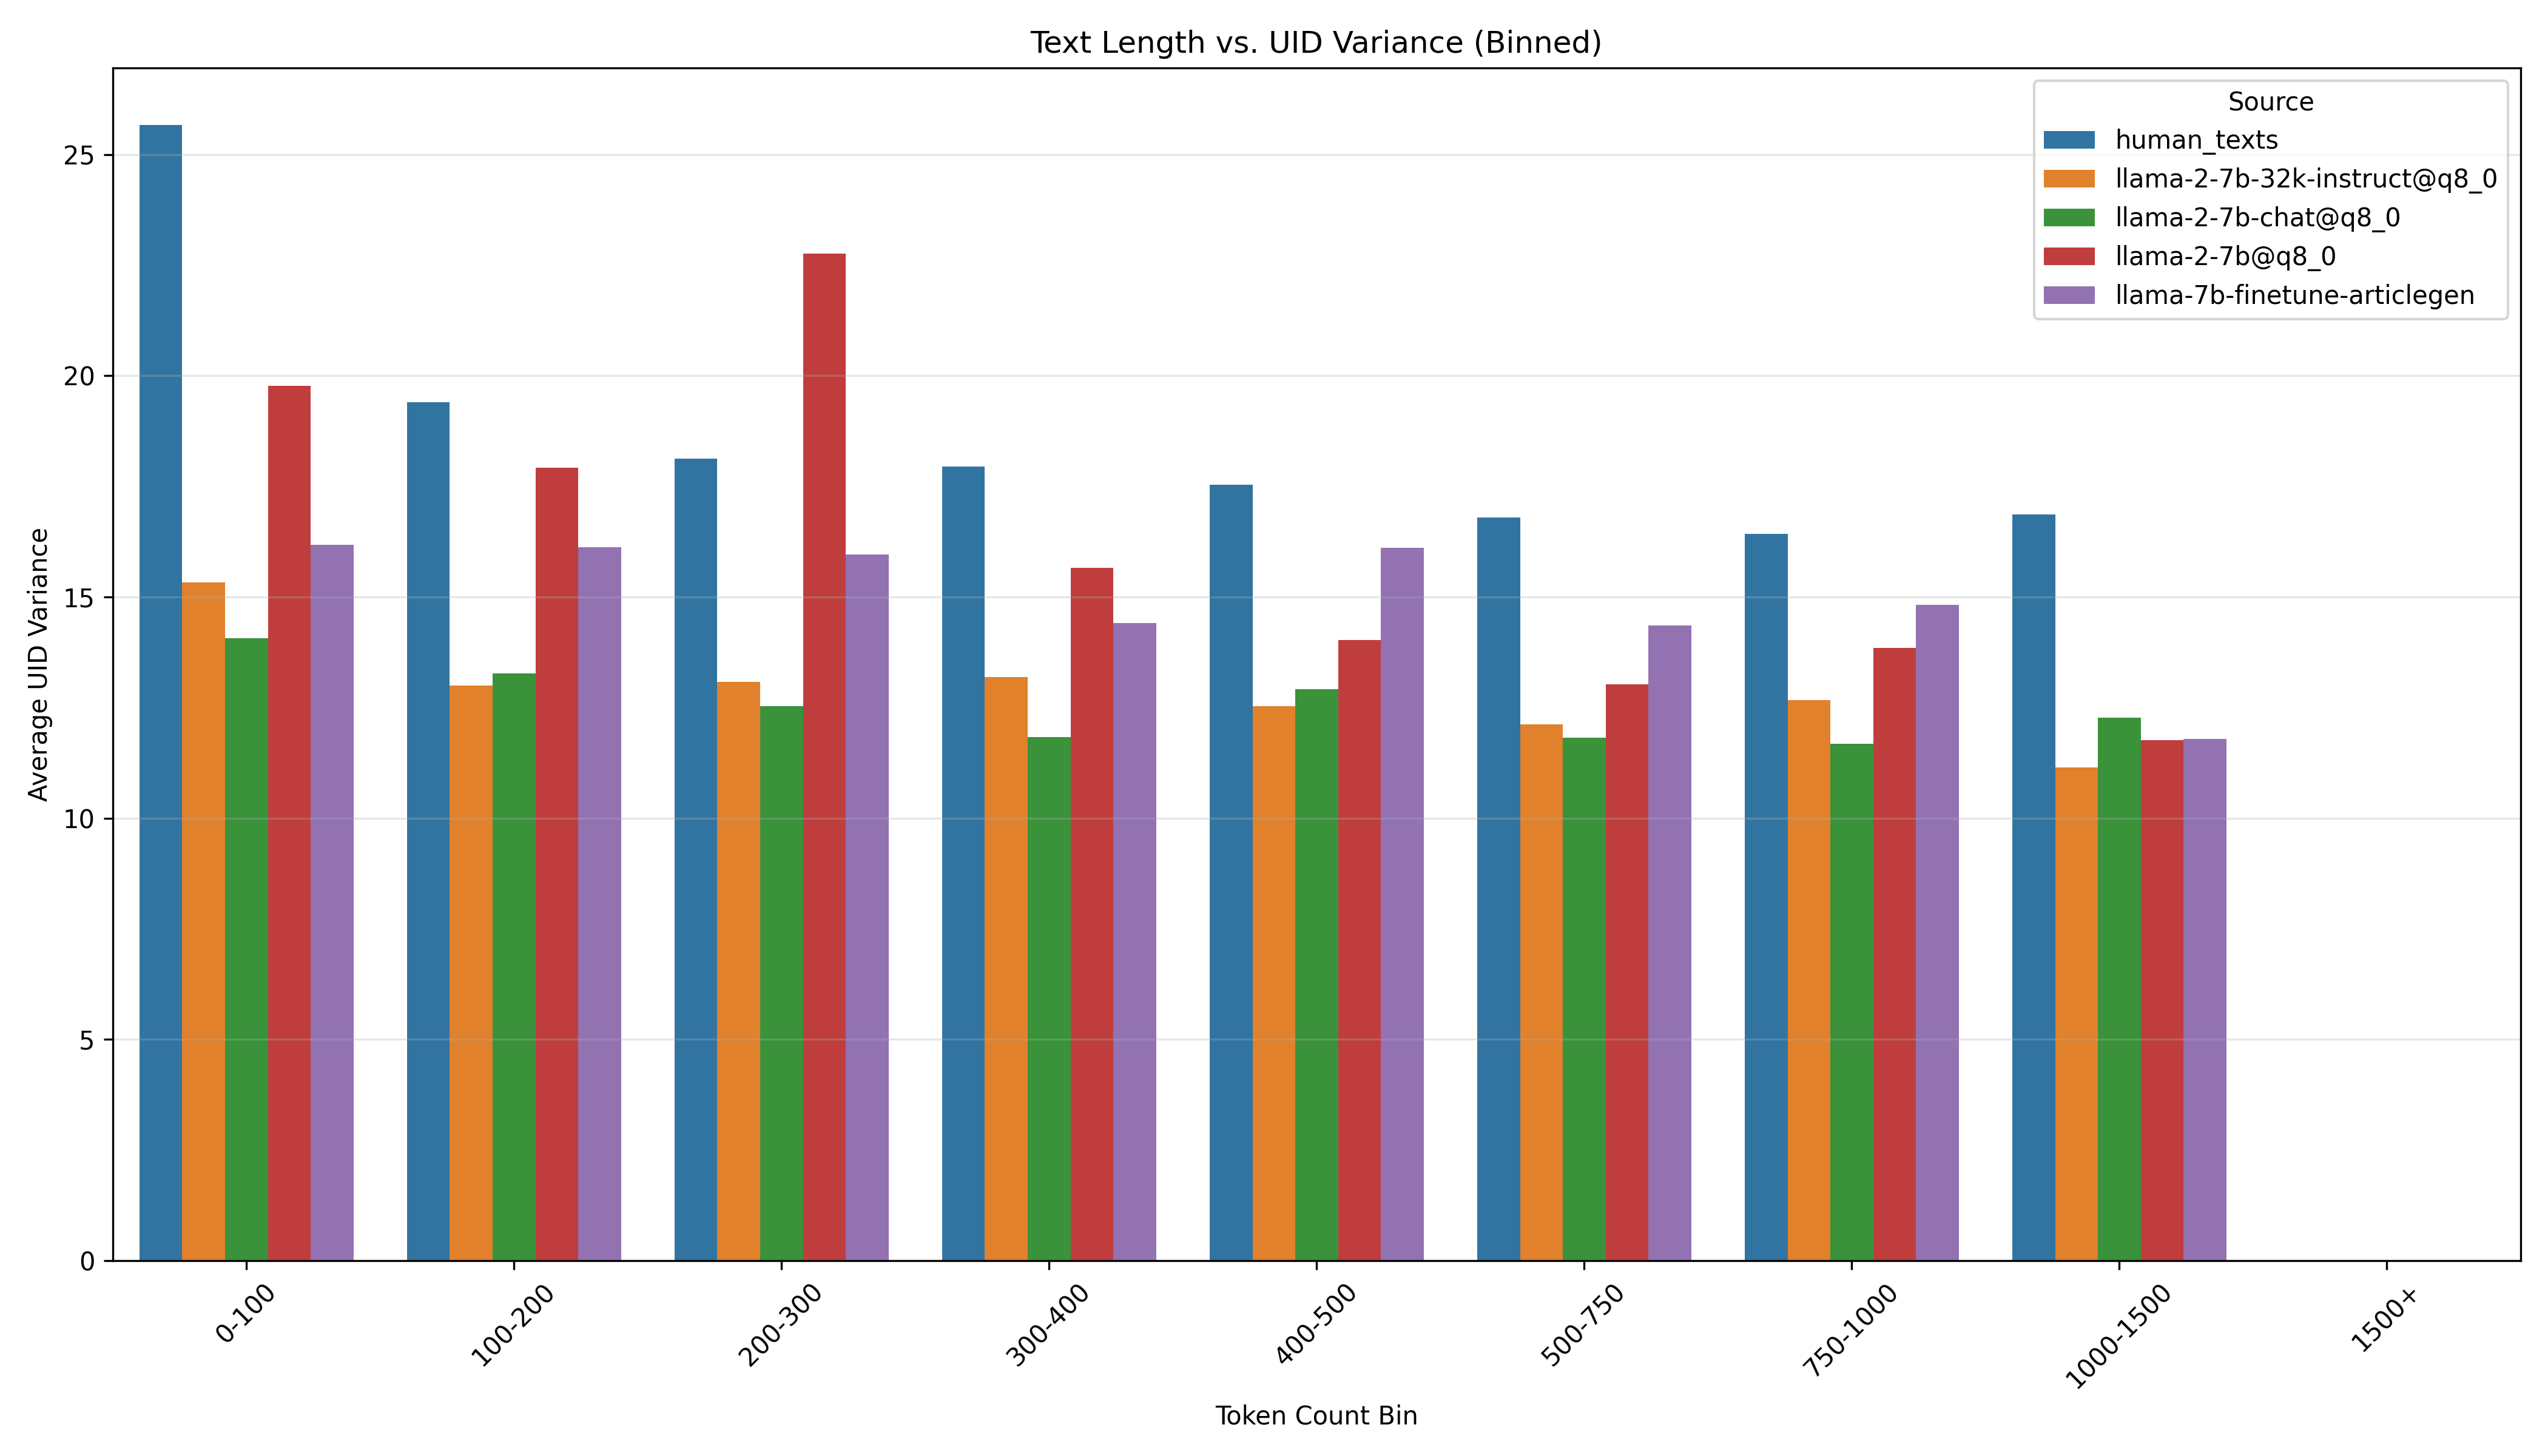 Text Length vs. UID Variance (Binned)
Source
human_texts
llama-2-7b-32k-instruct@q8_0
llama-2-7b-chat@q8_0
llama-2-7b@q8_0
llama-7b-finetune-articlegen
Average UID Variance
25
20
15
10
5
0
0-100
100-200
200-300
300-400
400-500
500-750
750-1000
1000-1500
1500+
Token Count Bin